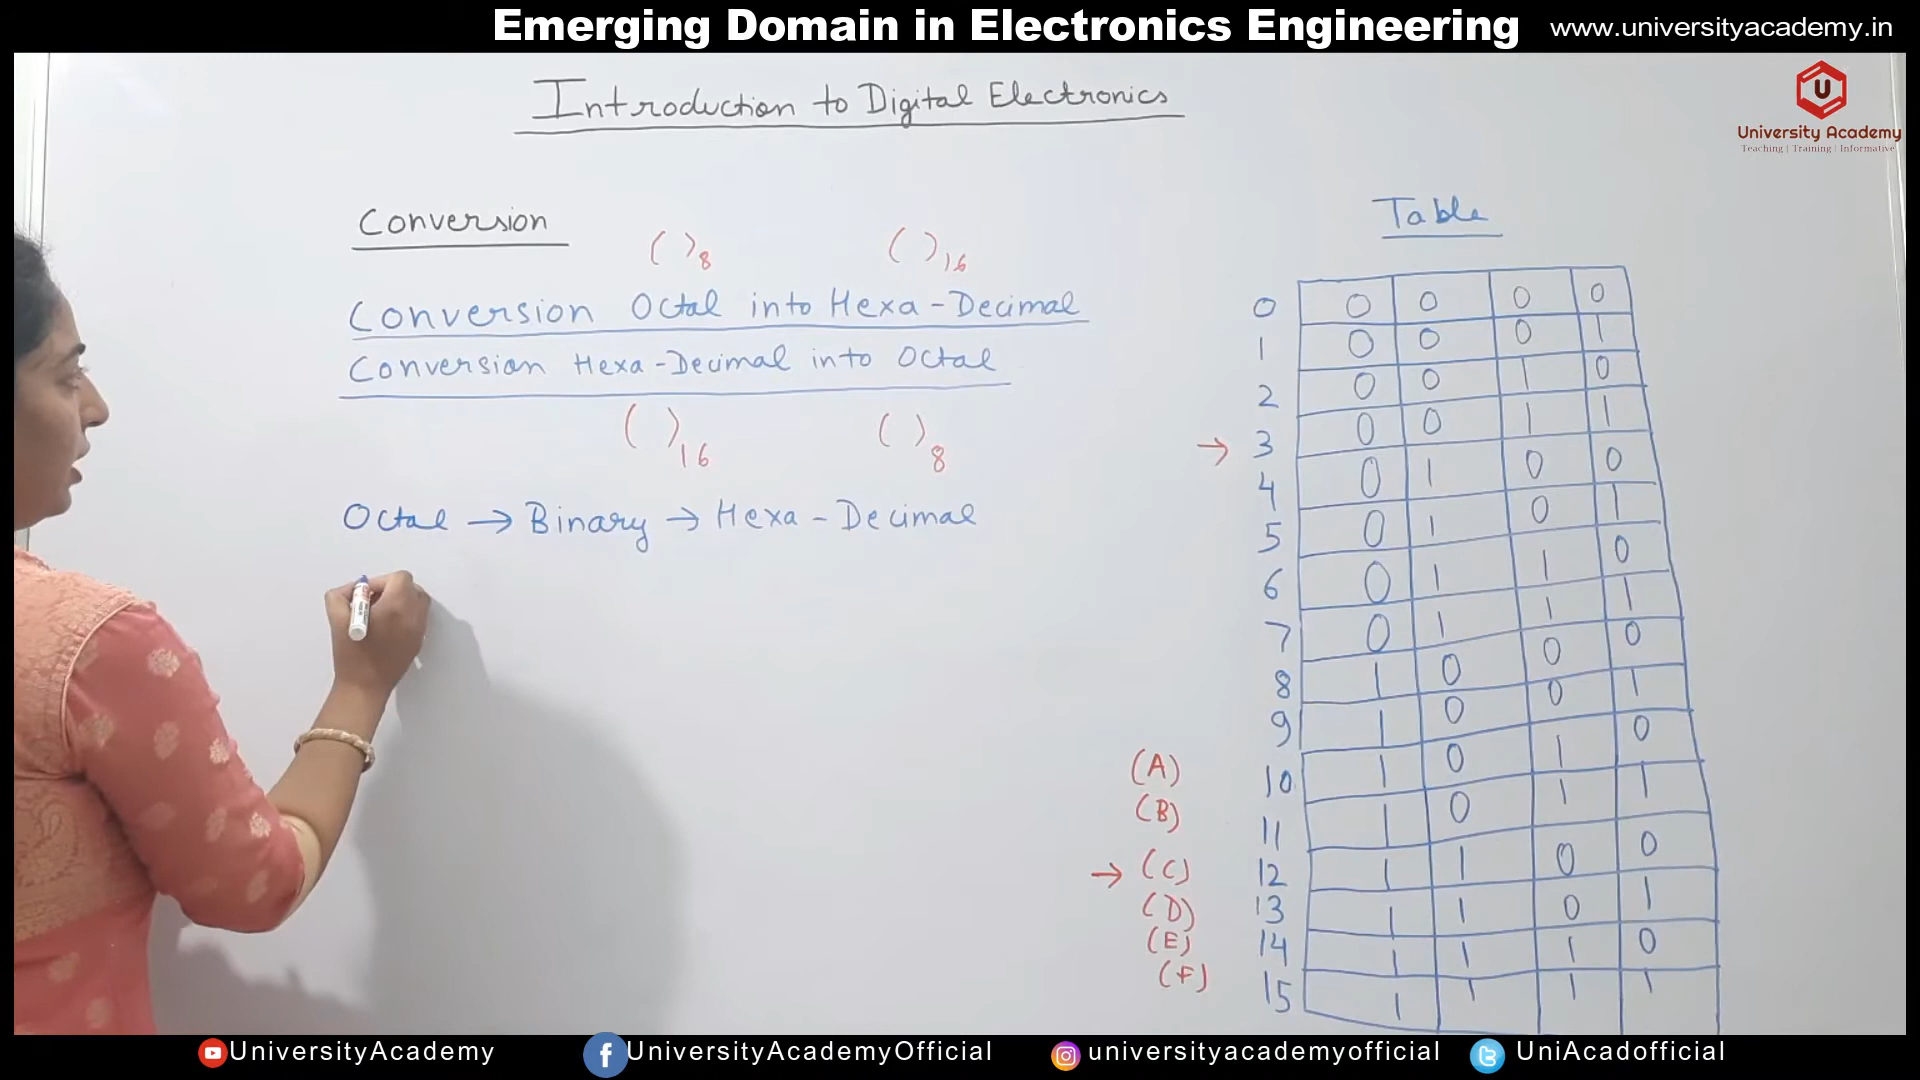 Emerging Domain in Electronics Engineering www.universityacademy.in
Introduction to Digital Electronics
U
University Academy
Teaching | Training | Informative
Conversion
( )8 ( )16
Conversion Octal into Hexa-Decimal
Conversion Hexa-Decimal into Octal
( )16 ( )8
Octal → Binary → Hexa-Decimal
Table
0 0 0 0 0
1 0 0 0 1
2 0 0 1 0
→ 3 0 0 1 1
4 0 1 0 0
5 0 1 0 1
6 0 1 1 0
7 0 1 1 1
8 1 0 0 0
9 1 0 0 1
(A) 10 1 0 1 0
(B) 11 1 0 1 1
→ (C) 12 1 1 0 0
(D) 13 1 1 0 1
(E) 14 1 1 1 0
(F) 15 1 1 1 1
UniversityAcademy UniversityAcademyOfficial universityacademyofficial UniAcadofficial